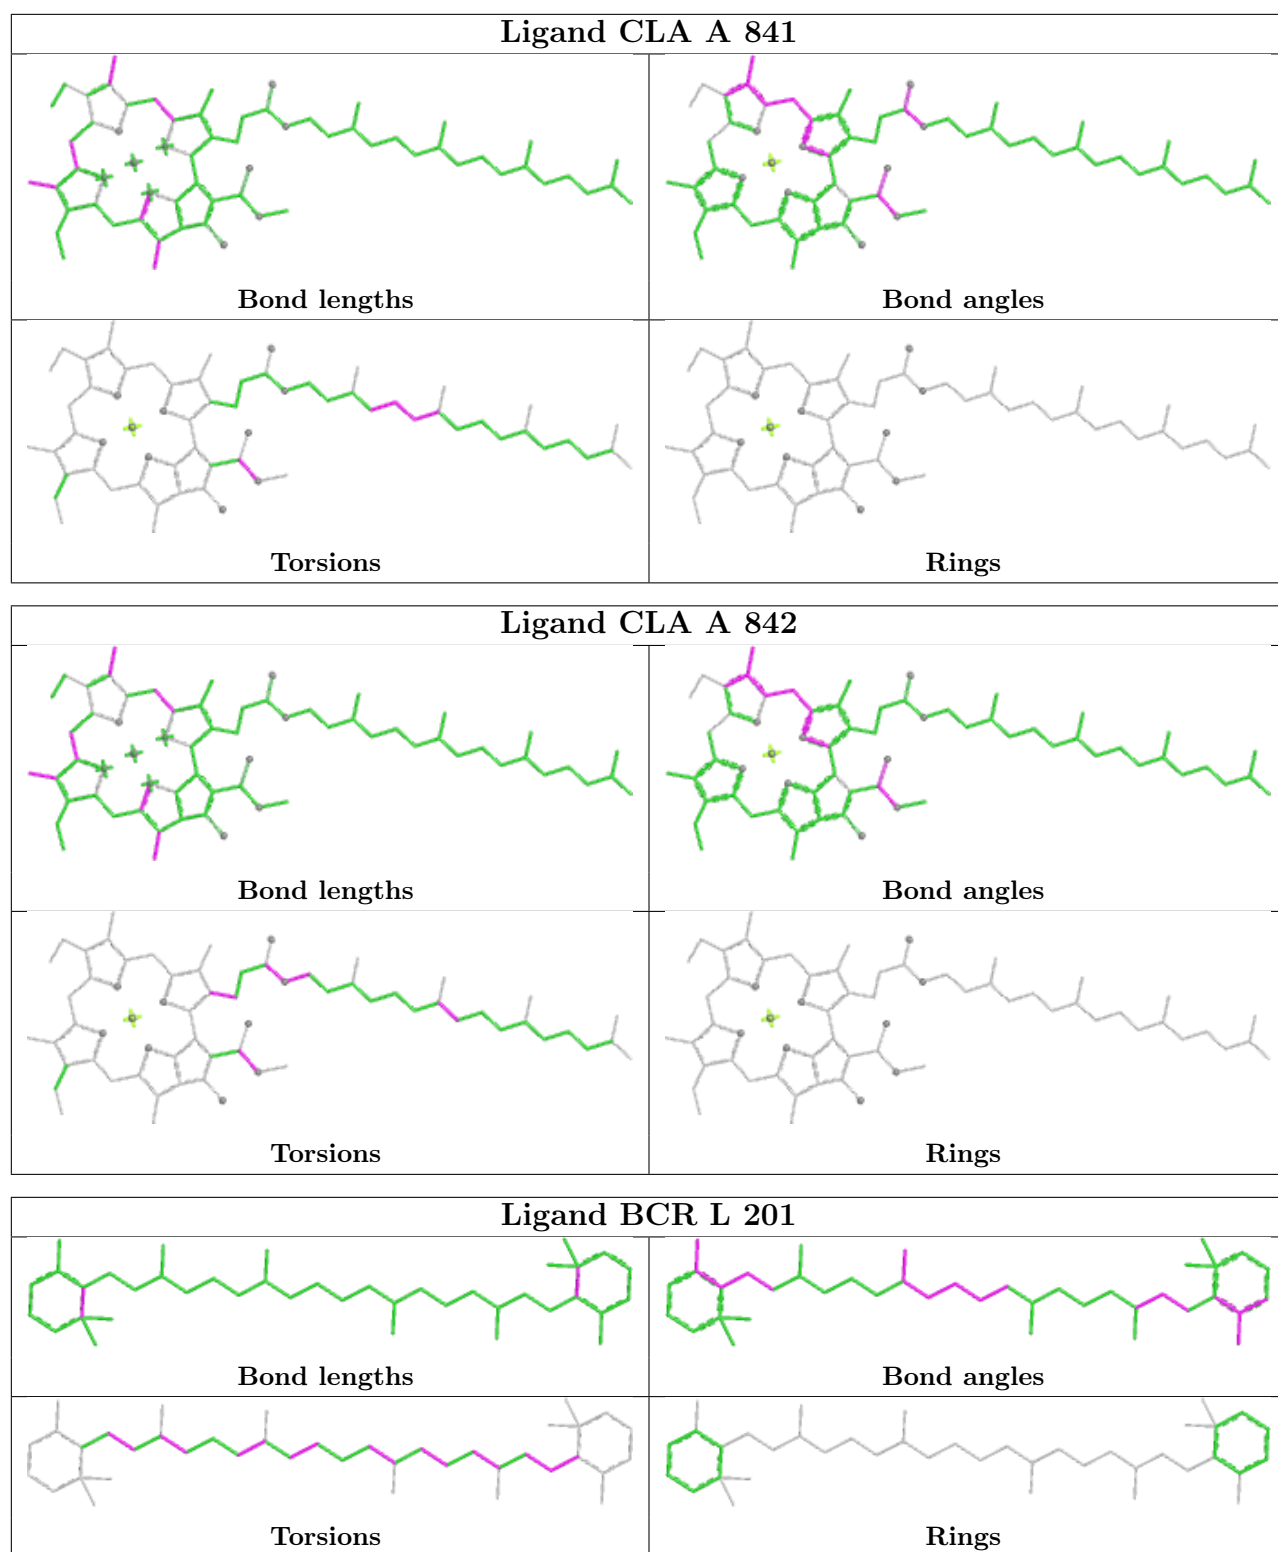 Ligand CLA A 841
Bond lengths
Bond angles
Torsions
Rings
Ligand CLA A 842
Bond lengths
Bond angles
Torsions
Rings
Ligand BCR L 201
Bond lengths
Bond angles
Torsions
Rings